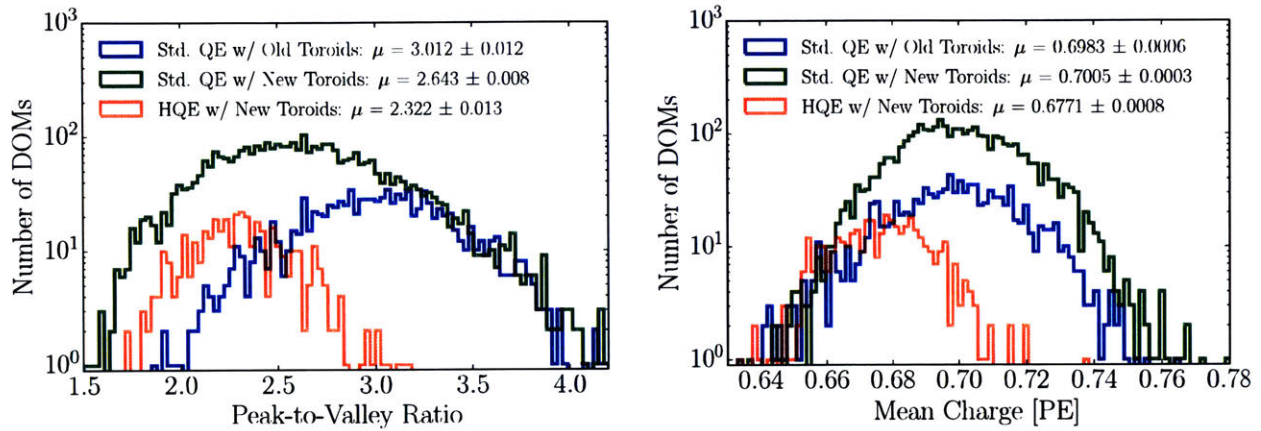 10³
Std. QE w/ Old Toroids: μ = 3.012 ± 0.012
Std. QE w/ New Toroids: μ = 2.643 ± 0.008
HQE w/ New Toroids: μ = 2.322 ± 0.013
10²
10¹
10⁰
Number of DOMs
1.5 2.0 2.5 3.0 3.5 4.0
Peak-to-Valley Ratio
10³
Std. QE w/ Old Toroids: μ = 0.6983 ± 0.0006
Std. QE w/ New Toroids: μ = 0.7005 ± 0.0003
HQE w/ New Toroids: μ = 0.6771 ± 0.0008
10²
10¹
10⁰
Number of DOMs
0.64 0.66 0.68 0.70 0.72 0.74 0.76 0.78
Mean Charge [PE]